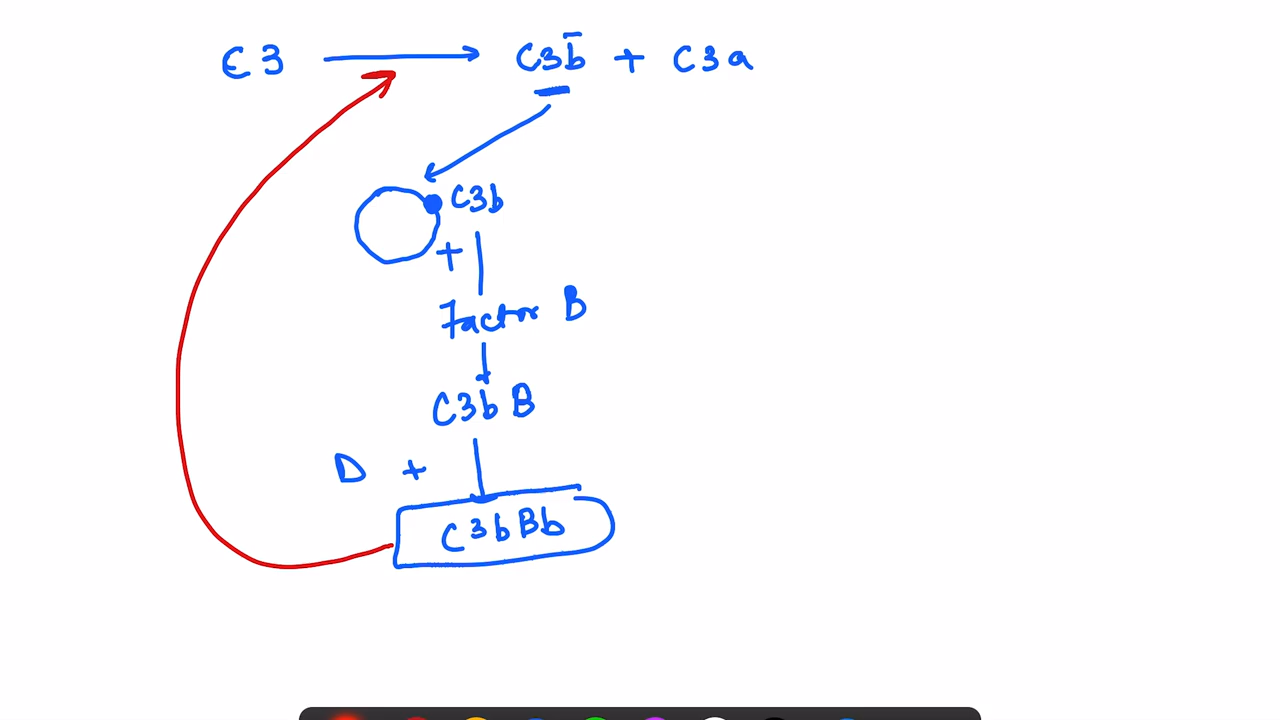 C3 → C3b̄ + C3a
C3b
+
Factor B
C3b B
D +
C3bBb